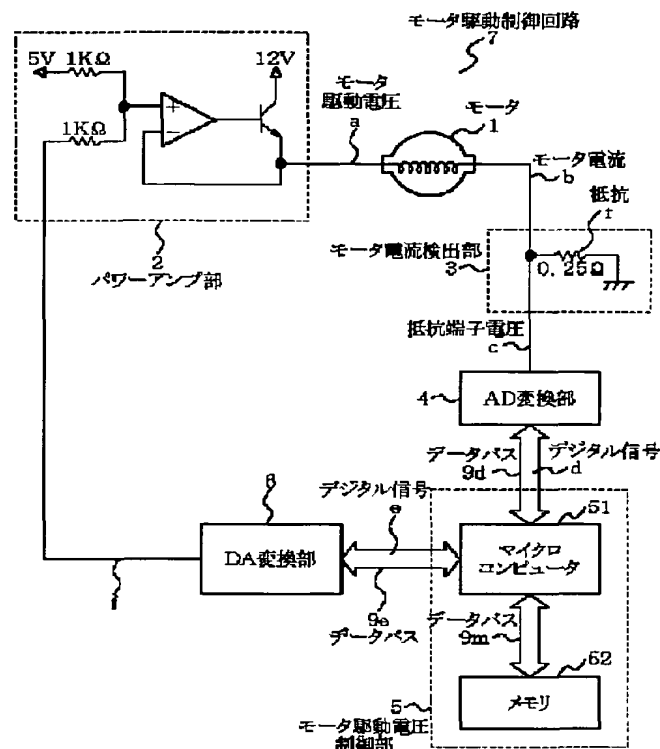 モータ駆動制御回路
7
5V 1KΩ
12V
1KΩ
+
−
モータ
駆動電圧
a
モータ
1
モータ電流
b
抵抗
r
2
パワーアンプ部
モータ電流検出部
3
0.25Ω
抵抗端子電圧
c
4
AD変換部
データバス
9d
デジタル信号
d
6
デジタル信号
e
51
DA変換部
マイクロ
コンピュータ
9e
データバス
f
データバス
9m
52
メモリ
5
モータ駆動電圧
制御部